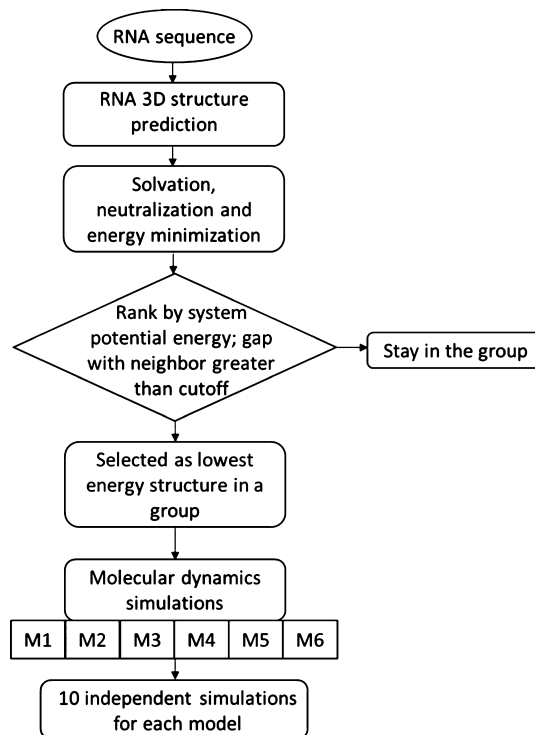 RNA sequence
RNA 3D structure
prediction
Solvation,
neutralization and
energy minimization
Rank by system
potential energy; gap
with neighbor greater
than cutoff
Stay in the group
Selected as lowest
energy structure in a
group
Molecular dynamics
simulations
M1 M2 M3 M4 M5 M6
10 independent simulations
for each model